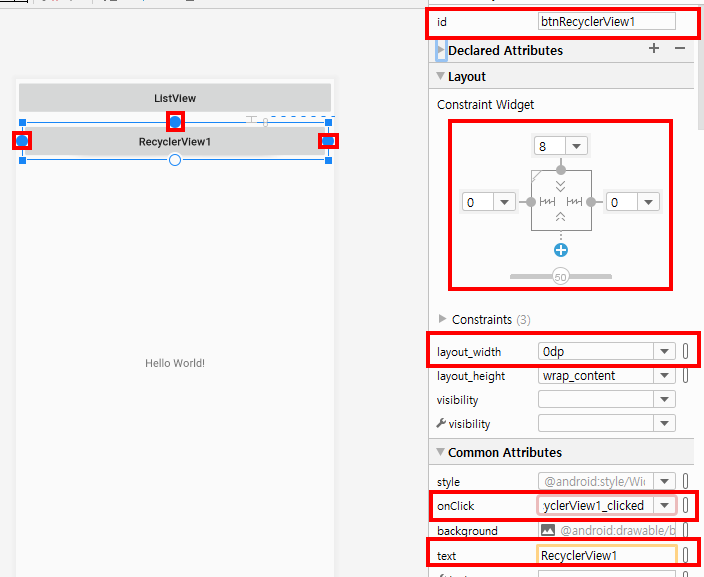 id
btnRecyclerView1
Declared Attributes
Layout
Constraint Widget
8
0
0
50
Constraints (3)
layout_width
0dp
layout_height
wrap_content
visibility
visibility
Common Attributes
style
@android:style/Wi
onClick
yclerView1_clicked
background
@android:drawable/b
text
RecyclerView1
ListView
0
RecyclerView1
Hello World!